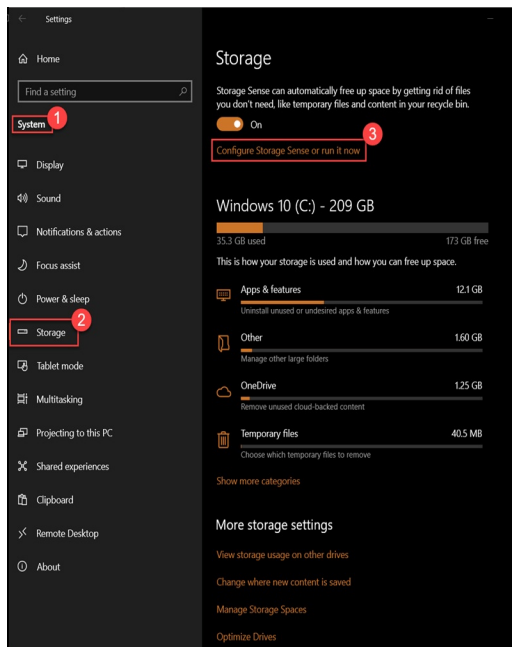 Settings
Home
Find a setting
System
1
Display
Sound
Notifications & actions
Focus assist
Power & sleep
2
Storage
Tablet mode
Multitasking
Projecting to this PC
Shared experiences
Clipboard
Remote Desktop
About
Storage
Storage Sense can automatically free up space by getting rid of files
you don't need, like temporary files and content in your recycle bin.
On
3
Configure Storage Sense or run it now
Windows 10 (C:) - 209 GB
35.3 GB used 173 GB free
This is how your storage is used and how you can free up space.
Apps & features 12.1 GB
Uninstall unused or undesired apps & features
Other 1.60 GB
Manage other large folders
OneDrive 1.25 GB
Remove unused cloud-backed content
Temporary files 40.5 MB
Choose which temporary files to remove
Show more categories
More storage settings
View storage usage on other drives
Change where new content is saved
Manage Storage Spaces
Optimize Drives